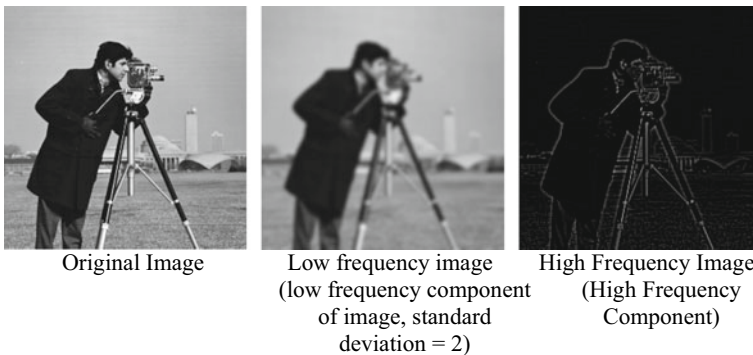 Original Image
Low frequency image
(low frequency component
of image, standard
deviation = 2)
High Frequency Image
(High Frequency
Component)